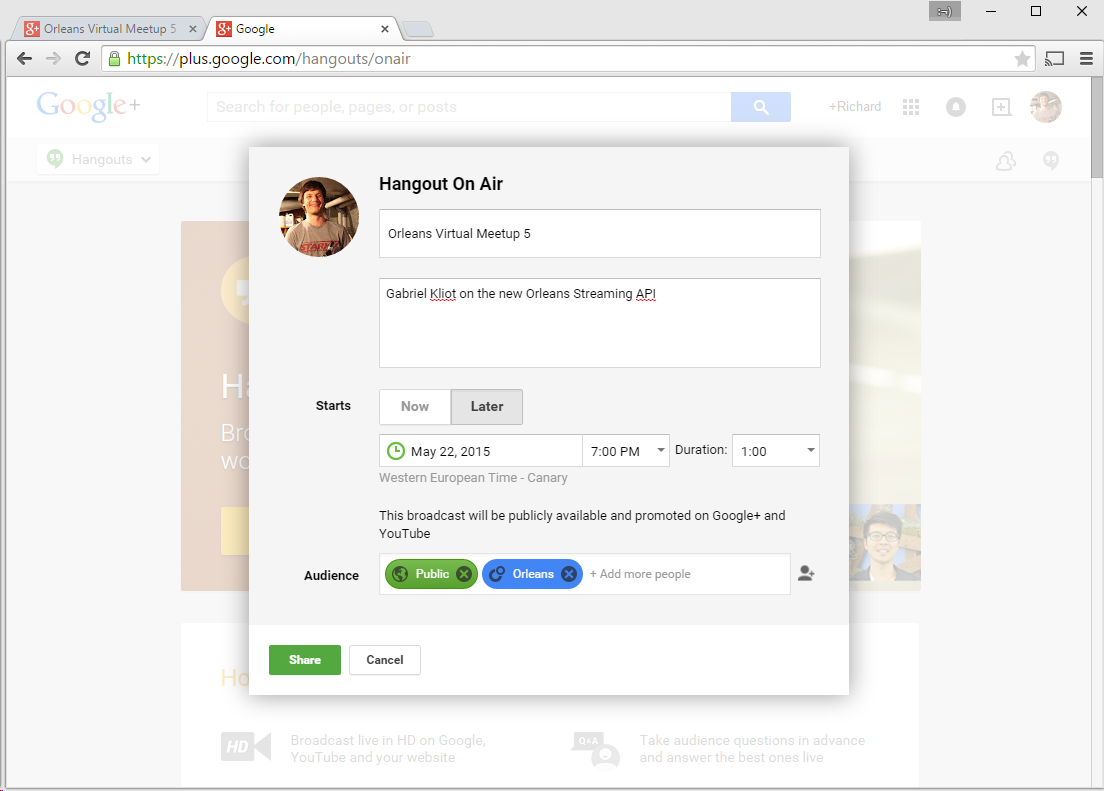 :=)
Orleans Virtual Meetup 5
Google
https://plus.google.com/hangouts/onair
Google+
Search for people, pages, or posts
+Richard
Hangouts
Hangout On Air
Orleans Virtual Meetup 5
Gabriel Kliot on the new Orleans Streaming API
Starts
Now
Later
May 22, 2015
7:00 PM
Duration:
1:00
Western European Time - Canary
This broadcast will be publicly available and promoted on Google+ and
YouTube
Audience
Public
Orleans
+ Add more people
Share
Cancel
HD
Broadcast live in HD on Google,
YouTube and your website
Q&A
Take audience questions in advance
and answer the best ones live